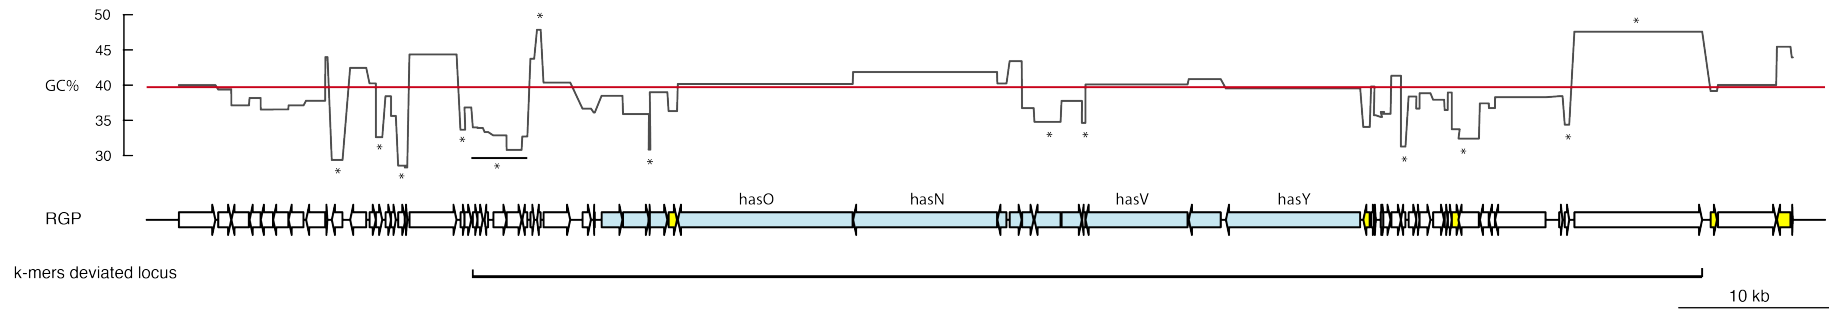 50
45
GC% 40
35
30
* * * * * * * * * * * * * *
hasO hasN hasV hasY
RGP
k-mers deviated locus
10 kb